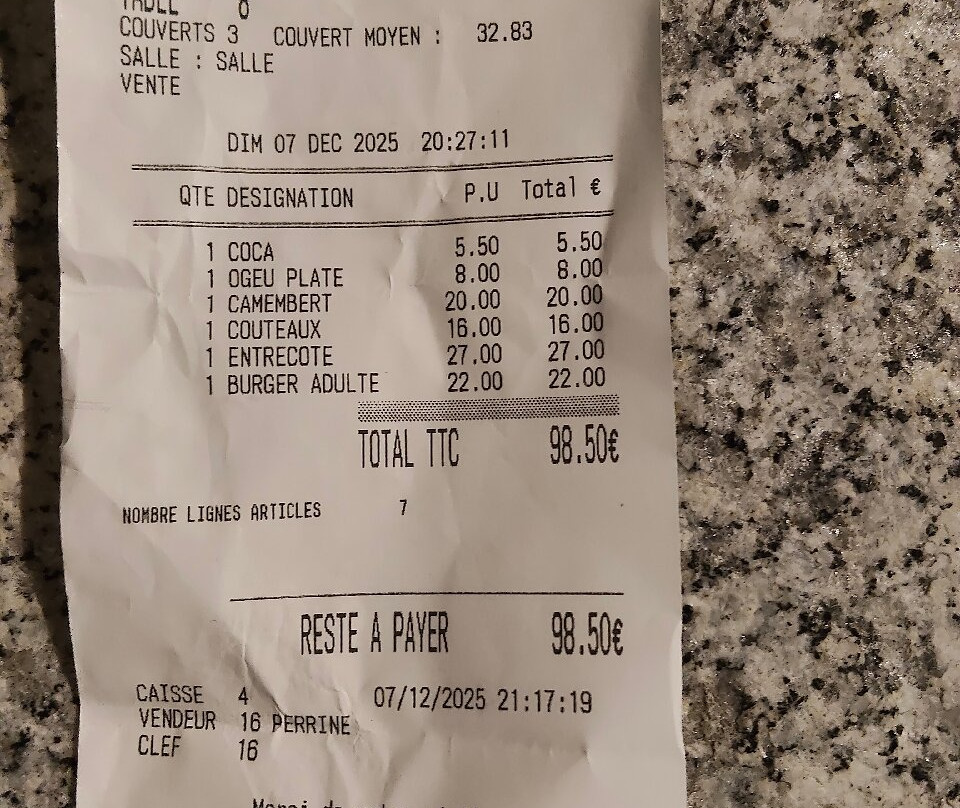 COUVERTS 3 COUVERT MOYEN : 32.83
SALLE : SALLE
VENTE
DIM 07 DEC 2025 20:27:11
QTE DESIGNATION P.U Total €
1 COCA 5.50 5.50
1 OGEU PLATE 8.00 8.00
1 CAMEMBERT 20.00 20.00
1 COUTEAUX 16.00 16.00
1 ENTRECOTE 27.00 27.00
1 BURGER ADULTE 22.00 22.00
TOTAL TTC 98.50€
NOMBRE LIGNES ARTICLES 7
RESTE A PAYER 98.50€
CAISSE 4 07/12/2025 21:17:19
VENDEUR 16 PERRINE
CLEF 16